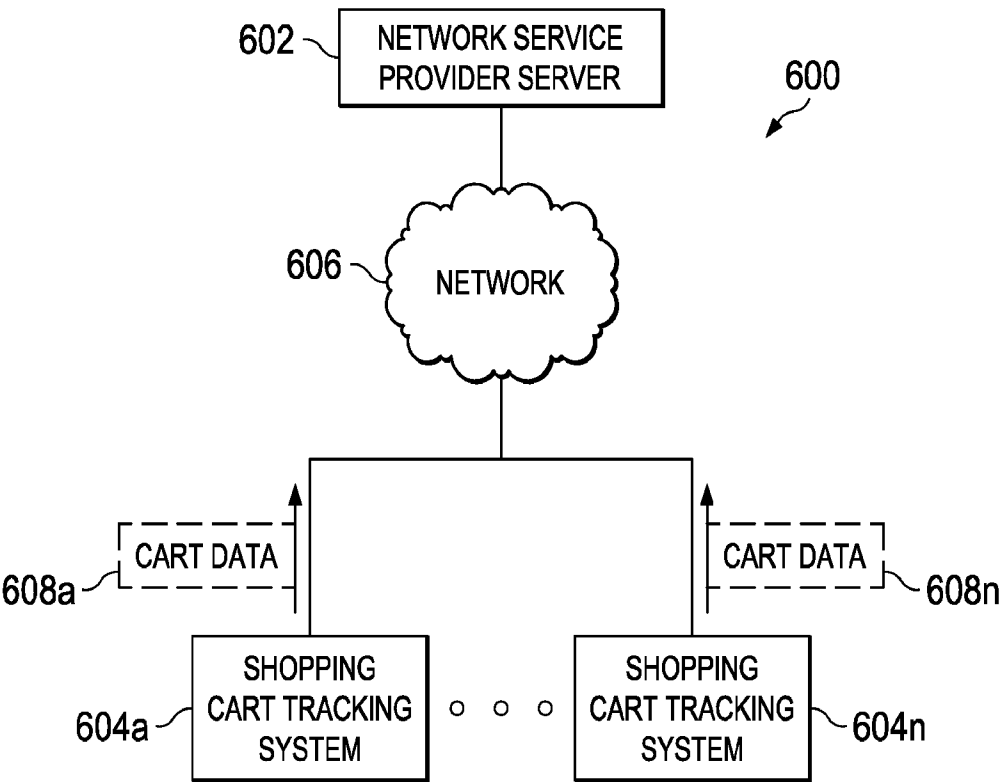 602
NETWORK SERVICE
PROVIDER SERVER
600
606
NETWORK
CART DATA
CART DATA
608a
608n
SHOPPING
CART TRACKING
SYSTEM
SHOPPING
CART TRACKING
SYSTEM
604a
604n